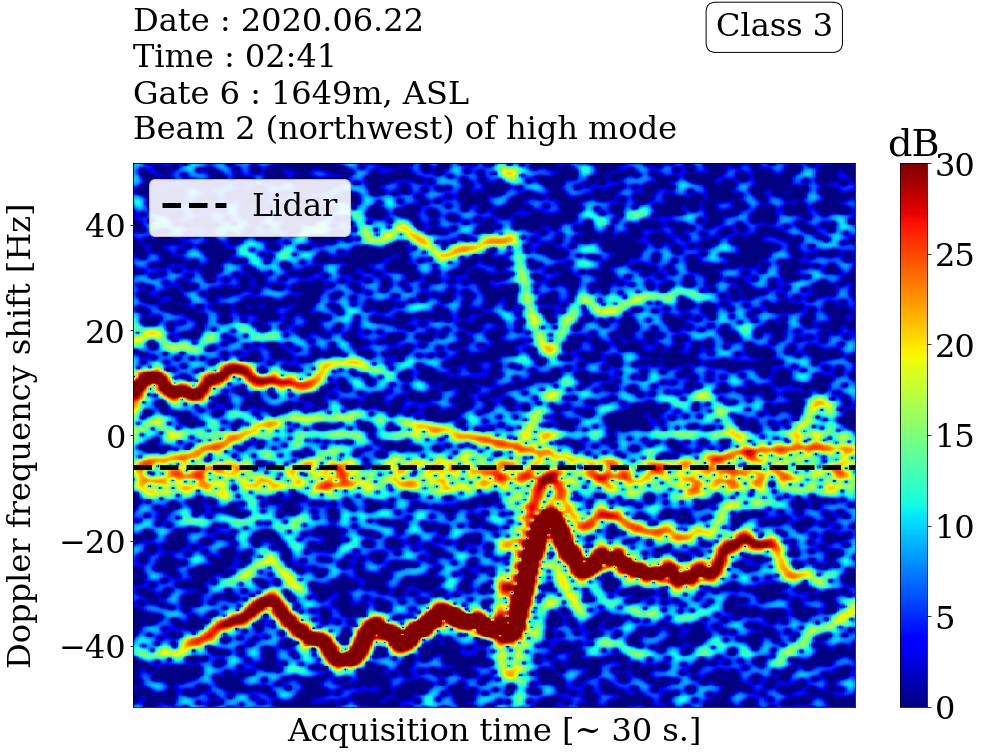 Date : 2020.06.22
Class 3
Time : 02:41
Gate 6 : 1649m, ASL
Beam 2 (northwest) of high mode
dB
Lidar
Doppler frequency shift [Hz]
40
20
0
−20
−40
30
25
20
15
10
5
0
Acquisition time [~ 30 s.]